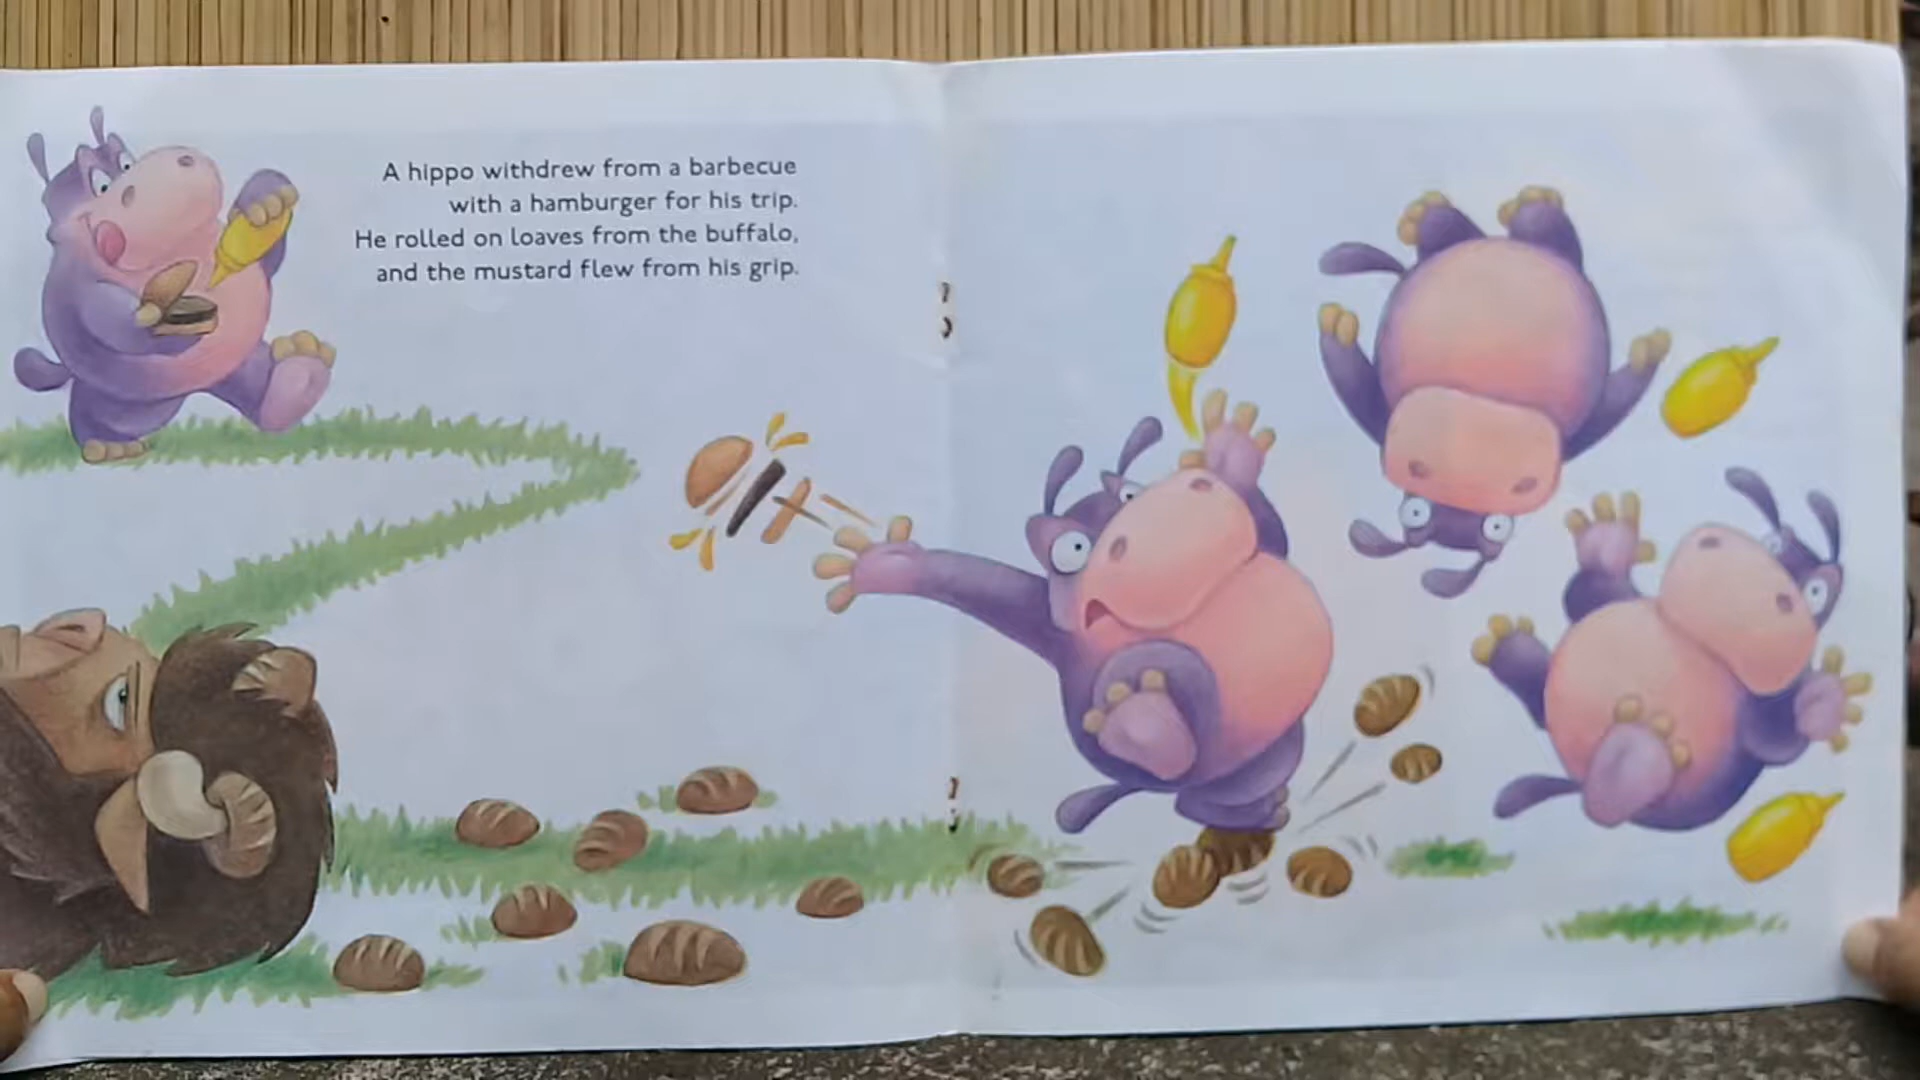 A hippo withdrew from a barbecue
with a hamburger for his trip.
He rolled on loaves from the buffalo,
and the mustard flew from his grip.